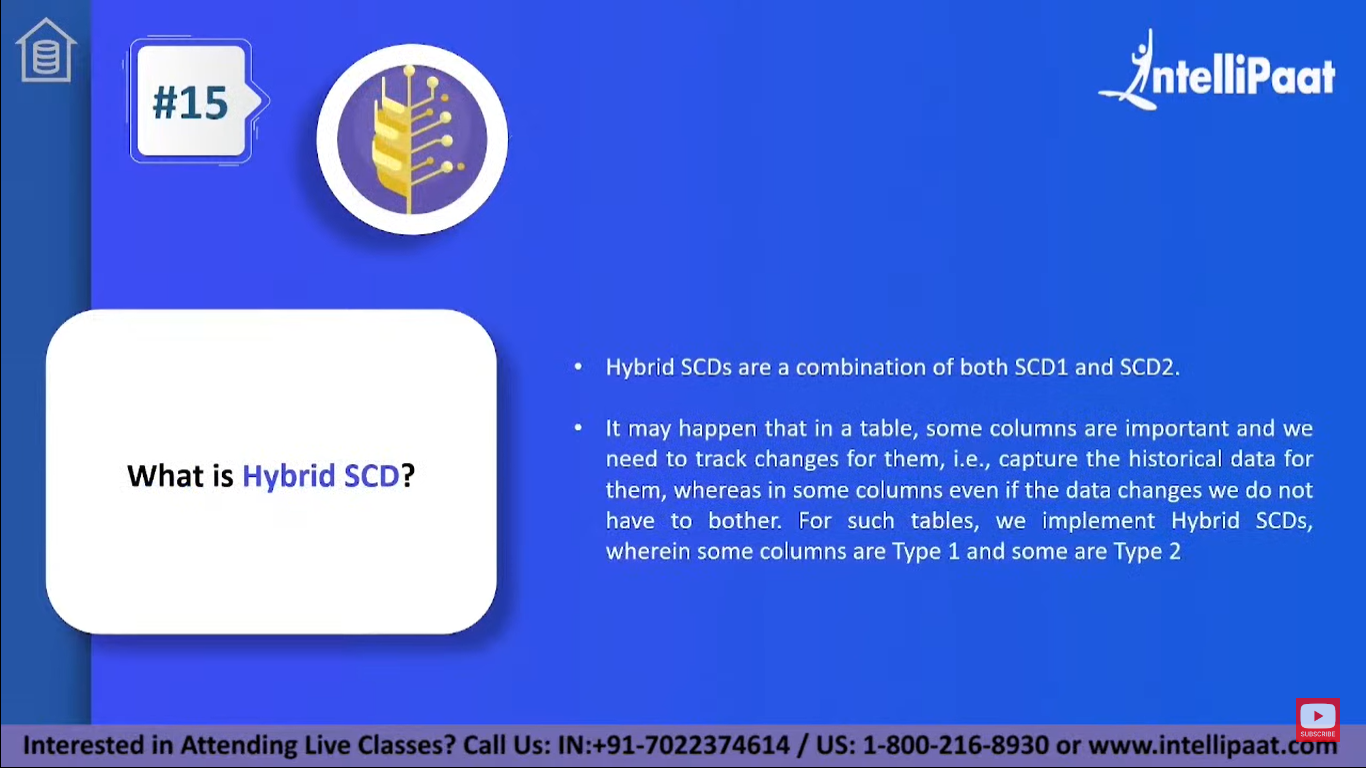 #15
IntelliPaat
What is Hybrid SCD?
• Hybrid SCDs are a combination of both SCD1 and SCD2.
• It may happen that in a table, some columns are important and we
need to track changes for them, i.e., capture the historical data for
them, whereas in some columns even if the data changes we do not
have to bother. For such tables, we implement Hybrid SCDs,
wherein some columns are Type 1 and some are Type 2
SUBSCRIBE
Interested in Attending Live Classes? Call Us: IN:+91-7022374614 / US: 1-800-216-8930 or www.intellipaat.com